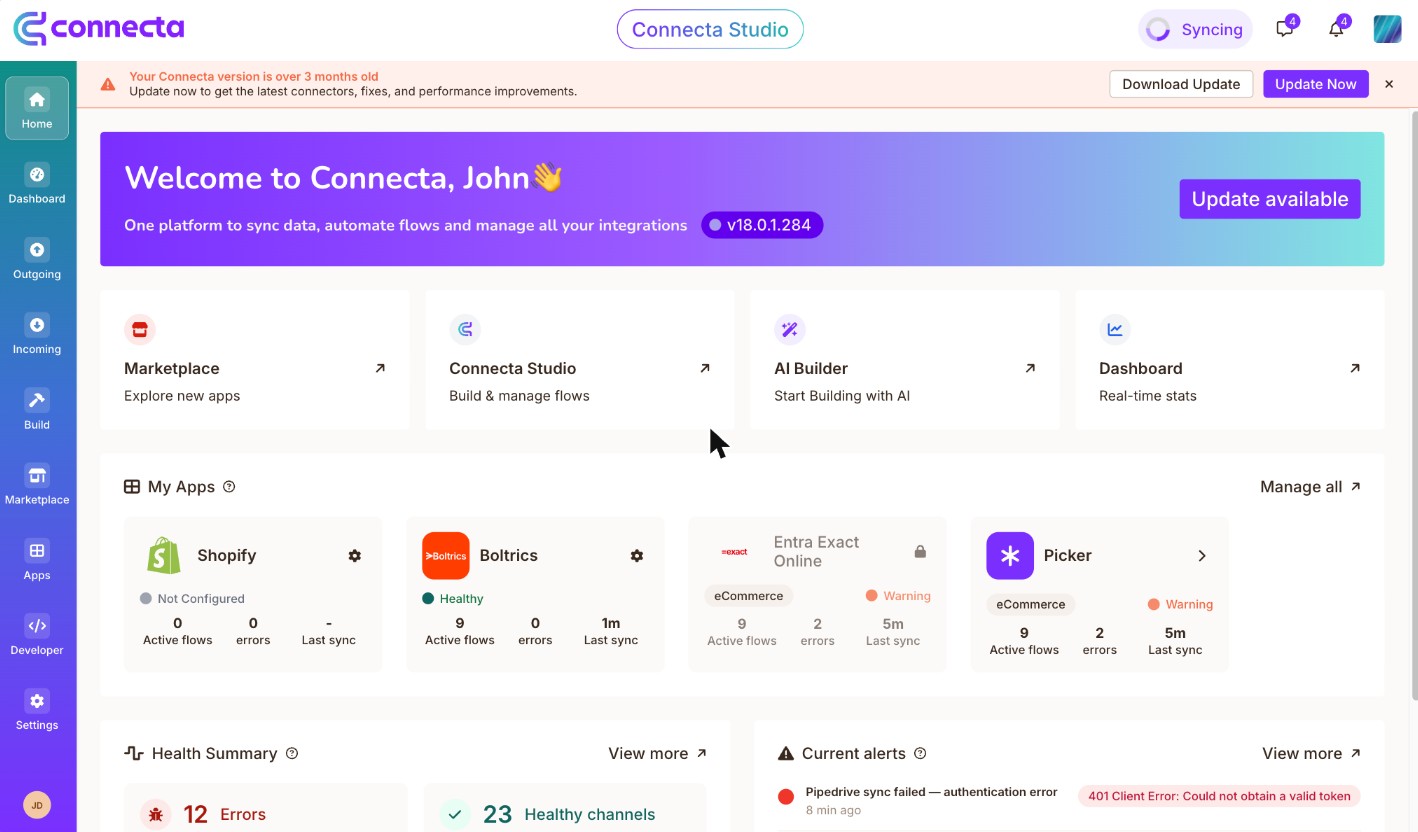 connecta
Connecta Studio
Syncing
4
4
Your Connecta version is over 3 months old
Update now to get the latest connectors, fixes, and performance improvements.
Download Update
Update Now
Home
Dashboard
Outgoing
Incoming
Build
Marketplace
Apps
Developer
Settings
JD
Welcome to Connecta, John👋
One platform to sync data, automate flows and manage all your integrations
v18.0.1.284
Update available
Marketplace
Explore new apps
Connecta Studio
Build & manage flows
AI Builder
Start Building with AI
Dashboard
Real-time stats
My Apps
Manage all
Shopify
Not Configured
0 0 -
Active flows errors Last sync
Boltrics
Boltrics
Healthy
9 0 1m
Active flows errors Last sync
=exact
Entra Exact
Online
eCommerce
Warning
9 2 5m
Active flows errors Last sync
Picker
eCommerce
Warning
9 2 5m
Active flows errors Last sync
Health Summary
View more
12 Errors
23 Healthy channels
Current alerts
View more
Pipedrive sync failed — authentication error
8 min ago
401 Client Error: Could not obtain a valid token